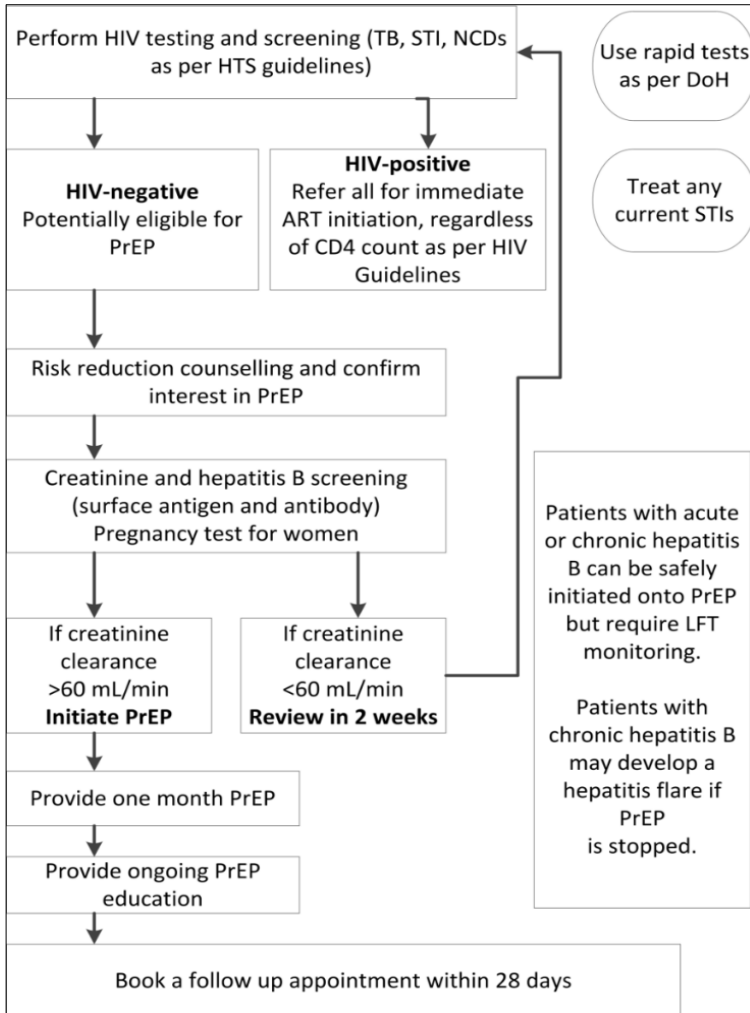 Perform HIV testing and screening (TB, STI, NCDs
as per HTS guidelines)
Use rapid tests
as per DoH
HIV-negative
Potentially eligible for
PrEP
HIV-positive
Refer all for immediate
ART initiation, regardless
of CD4 count as per HIV
Guidelines
Treat any
current STIs
Risk reduction counselling and confirm
interest in PrEP
Creatinine and hepatitis B screening
(surface antigen and antibody)
Pregnancy test for women
If creatinine
clearance
>60 mL/min
Initiate PrEP
If creatinine
clearance
<60 mL/min
Review in 2 weeks
Patients with acute
or chronic hepatitis
B can be safely
initiated onto PrEP
but require LFT
monitoring.
Patients with
chronic hepatitis B
may develop a
hepatitis flare if
PrEP
is stopped.
Provide one month PrEP
Provide ongoing PrEP
education
Book a follow up appointment within 28 days